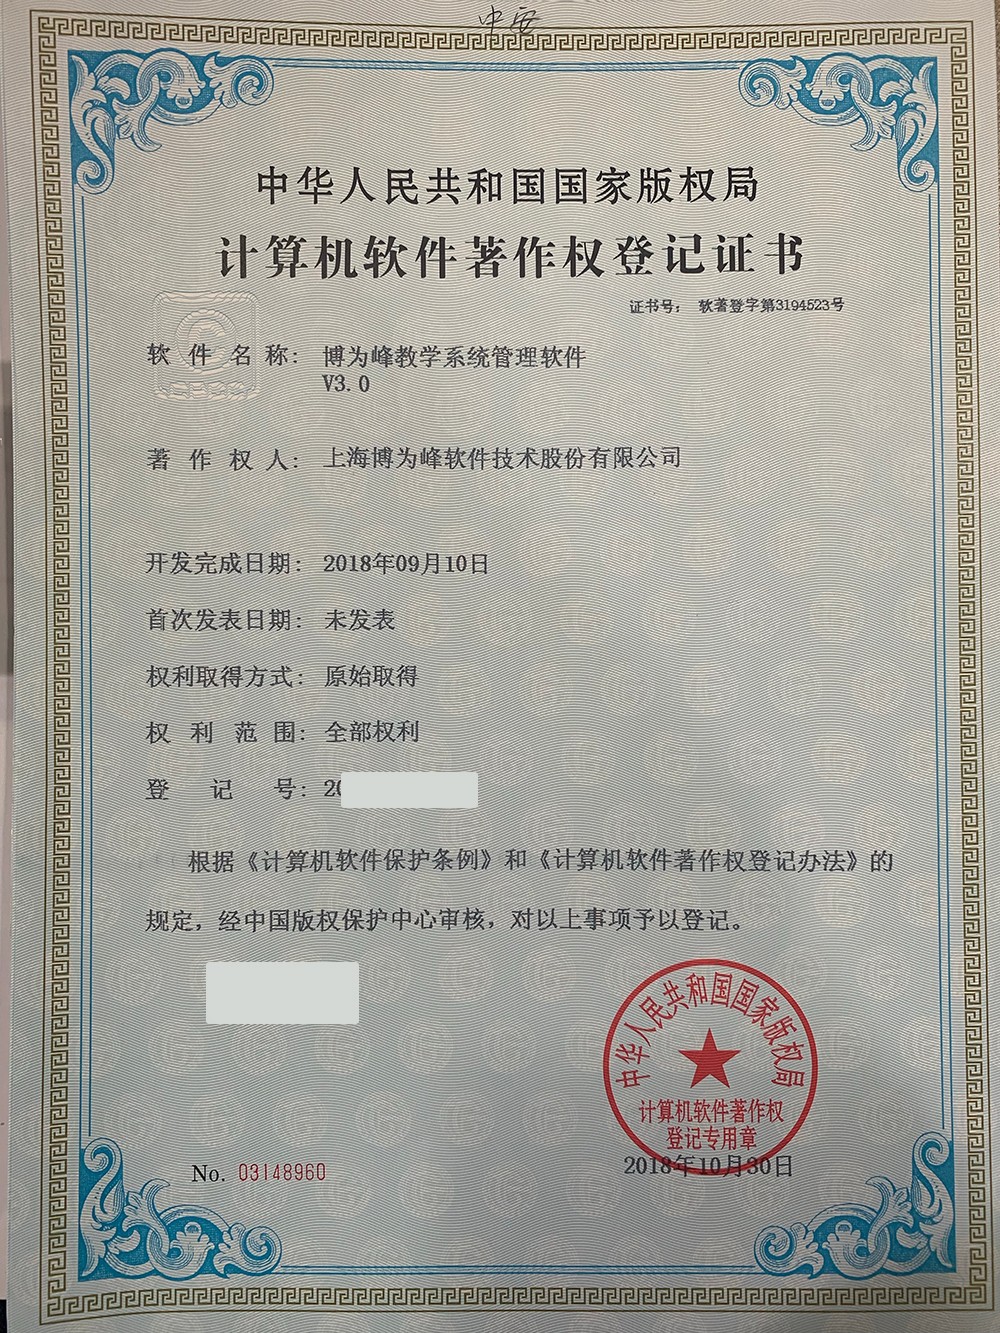 中安
中华人民共和国国家版权局
计算机软件著作权登记证书
证书号： 软著登字第3194523号
软件名称： 博为峰教学系统管理软件
V3.0
著作权人： 上海博为峰软件技术股份有限公司
开发完成日期： 2018年09月10日
首次发表日期： 未发表
权利取得方式： 原始取得
权利范围： 全部权利
登记号： 20
根据《计算机软件保护条例》和《计算机软件著作权登记办法》的
规定，经中国版权保护中心审核，对以上事项予以登记。
中华人民共和国国家版权局
计算机软件著作权
登记专用章
2018年10月30日
No. 03148960